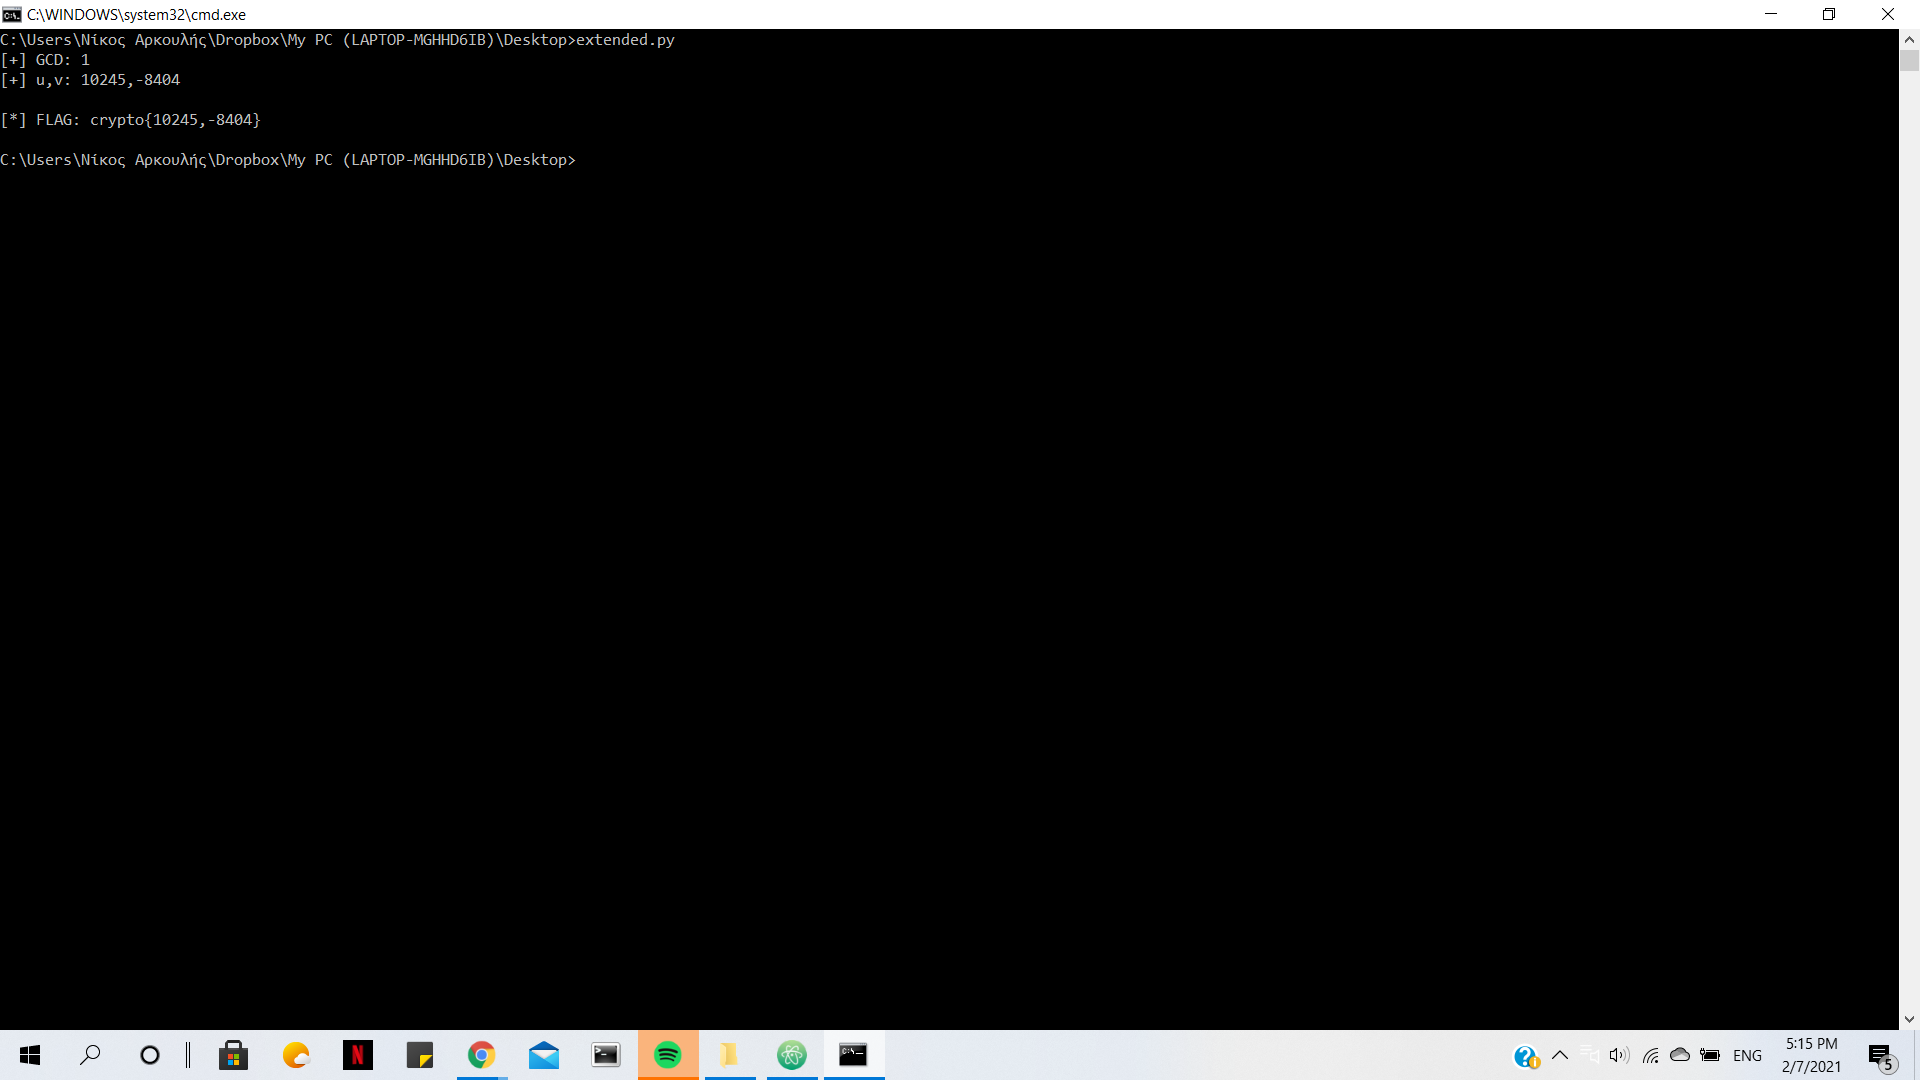 C:\WINDOWS\system32\cmd.exe
C:\Users\Νίκος Αρκουλής\Dropbox\My PC (LAPTOP-MGHHD6IB)\Desktop>extended.py
[+] GCD: 1
[+] u,v: 10245,-8404
[*] FLAG: crypto{10245,-8404}
C:\Users\Νίκος Αρκουλής\Dropbox\My PC (LAPTOP-MGHHD6IB)\Desktop>
ENG
5:15 PM
2/7/2021
5